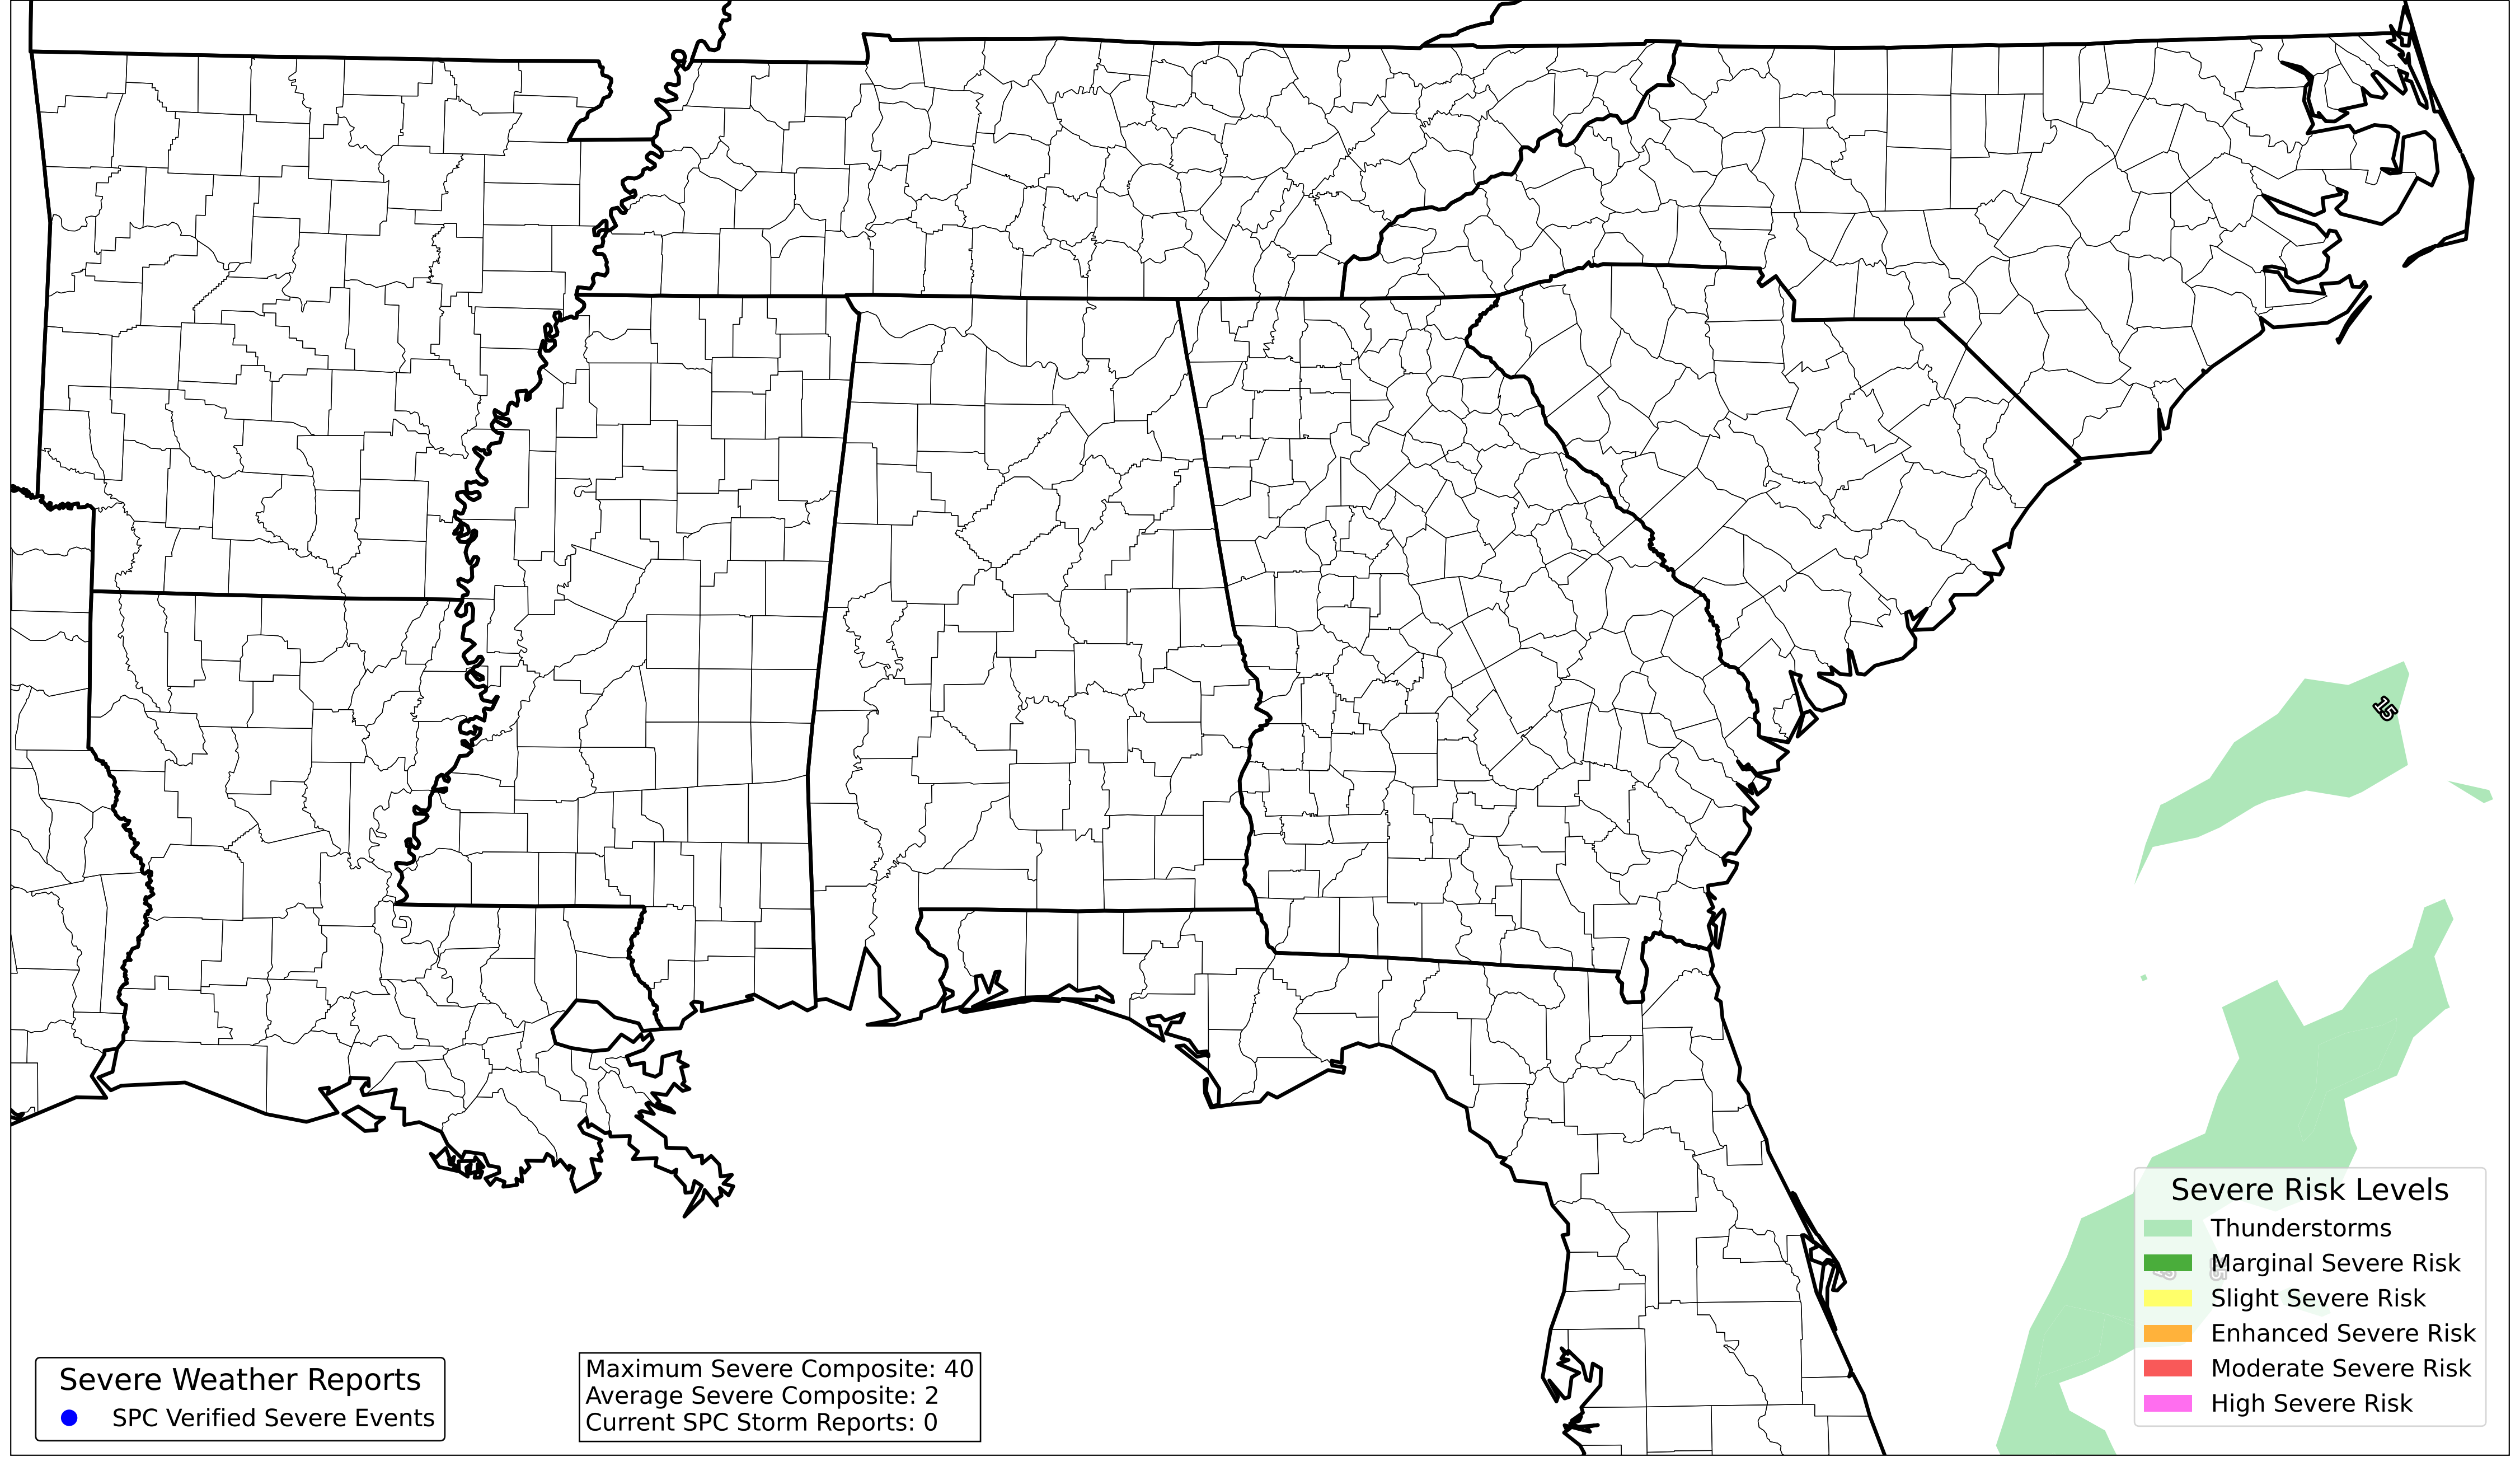 15
Severe Risk Levels
Thunderstorms
Marginal Severe Risk
Slight Severe Risk
Enhanced Severe Risk
Moderate Severe Risk
High Severe Risk
Severe Weather Reports
SPC Verified Severe Events
Maximum Severe Composite: 40
Average Severe Composite: 2
Current SPC Storm Reports: 0